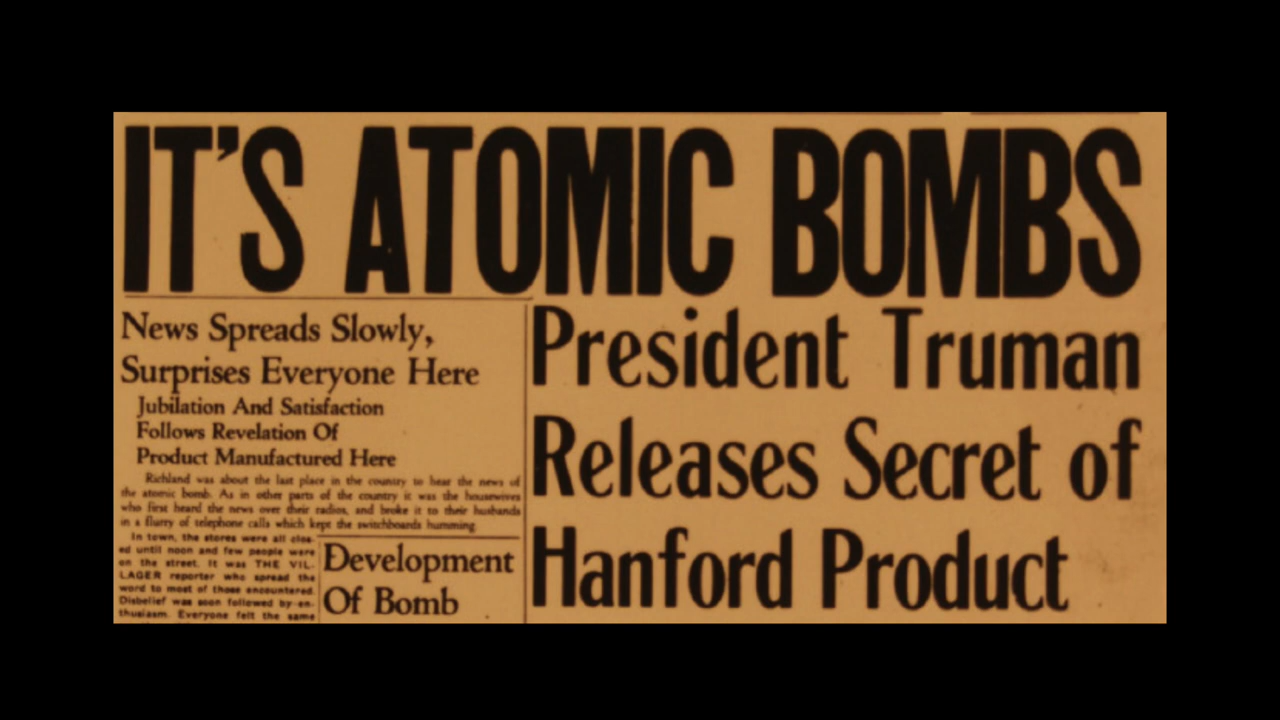 IT'S ATOMIC BOMBS
News Spreads Slowly,
Surprises Everyone Here
Jubilation And Satisfaction
Follows Revelation Of
Product Manufactured Here
Richland was about the last place in the country to hear the news of
the atomic bomb. As in other parts of the country it was the housewives
who first heard the news over their radios, and broke it to their husbands
in a flurry of telephone calls which kept the switchboards humming.
In town, the stores were all clos-
ed until noon and few people were
on the street. It was THE VIL-
LAGER reporter who spread the
word to most of those encountered.
Disbelief was soon followed by en-
thusiasm. Everyone felt the same
Development
Of Bomb
President Truman
Releases Secret of
Hanford Product